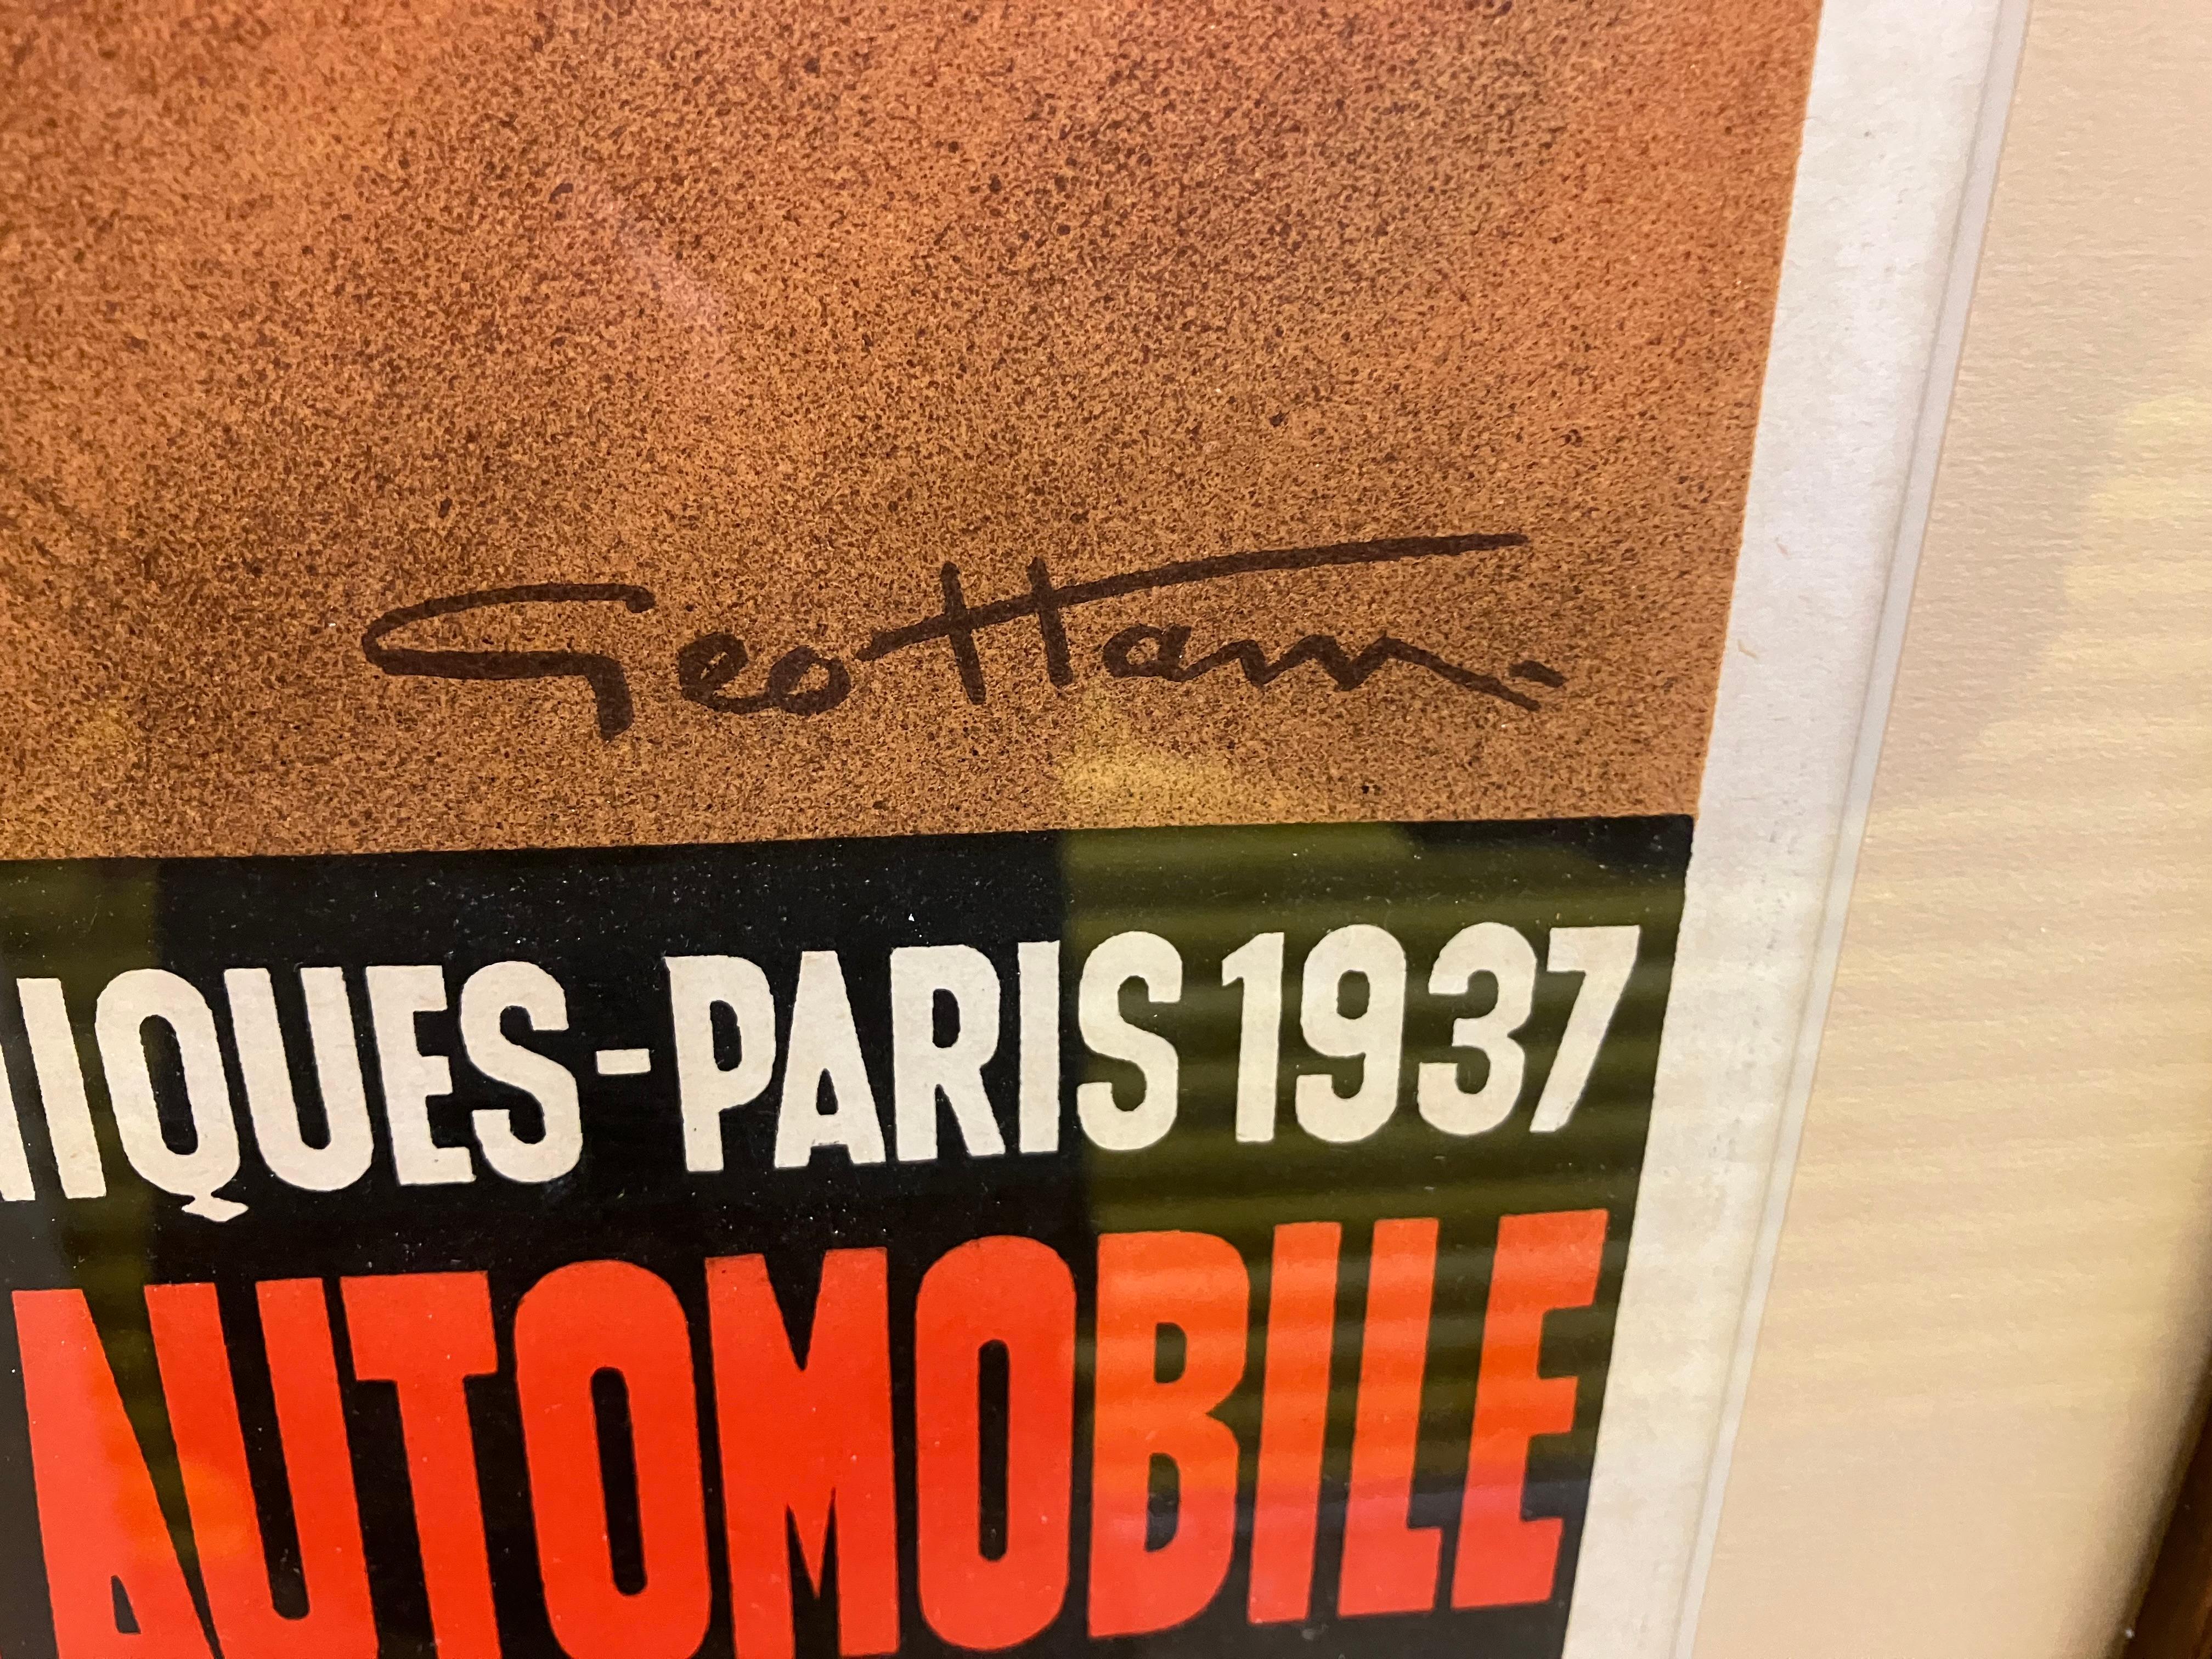 Geo Ham.
IQUES-PARIS 1937
AUTOMOBILE